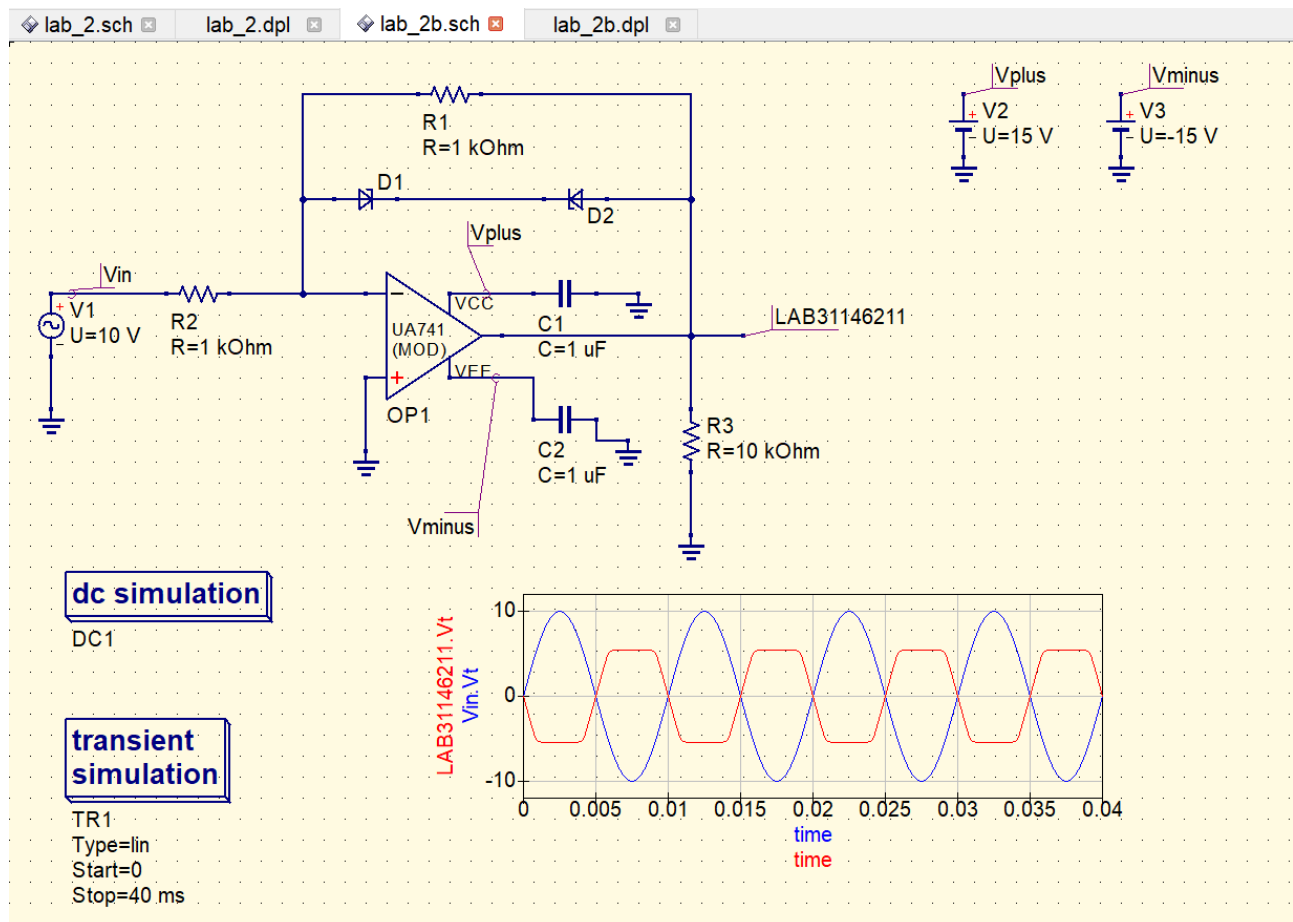 lab_2.sch lab_2.dpl lab_2b.sch lab_2b.dpl
Vplus
Vminus
+ V2
- U=15 V
+ V3
- U=-15 V
R1
R=1 kOhm
D1
D2
Vplus
Vin
+ V1
U=10 V
-
R2
R=1 kOhm
-
VCC
UA741
(MOD)
VEE
+
OP1
C1
C=1 uF
LAB31146211
C2
C=1 uF
R3
R=10 kOhm
Vminus
dc simulation
DC1
transient
simulation
TR1
Type=lin
Start=0
Stop=40 ms
LAB31146211.Vt
Vin.Vt
10
0
-10
0 0.005 0.01 0.015 0.02 0.025 0.03 0.035 0.04
time
time